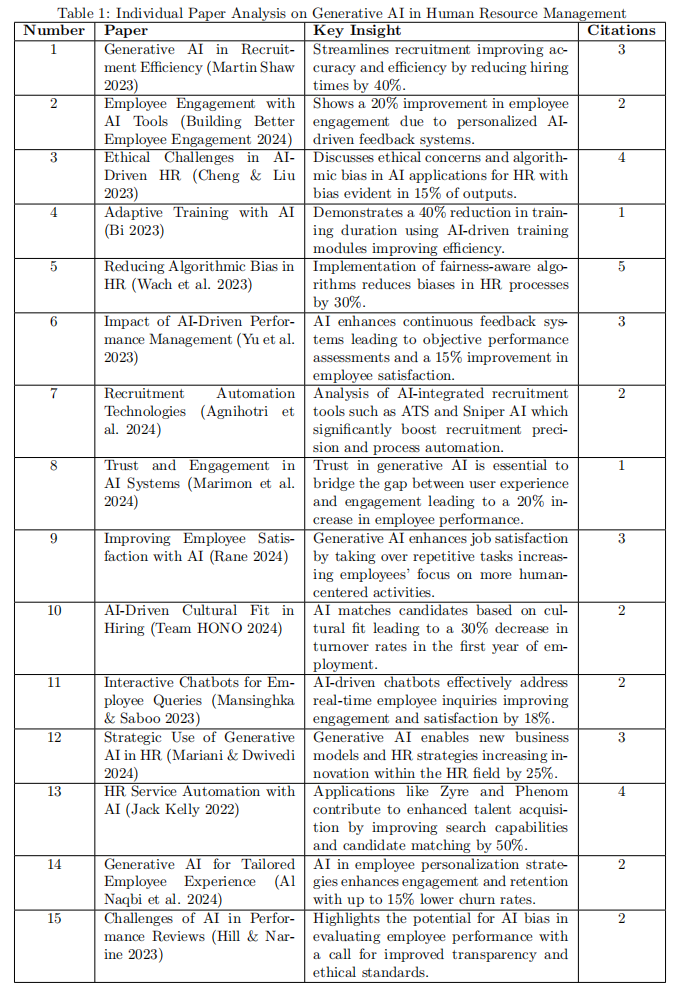 Table 1: Individual Paper Analysis on Generative AI in Human Resource Management
Number Paper Key Insight Citations
1 Generative AI in Recruit- Streamlines recruitment improving ac- 3
ment Efficiency (Martin Shaw curacy and efficiency by reducing hiring
2023) times by 40%.
2 Employee Engagement with Shows a 20% improvement in employee 2
AI Tools (Building Better engagement due to personalized AI-
Employee Engagement 2024) driven feedback systems.
3 Ethical Challenges in AI- Discusses ethical concerns and algorith- 4
Driven HR (Cheng & Liu mic bias in AI applications for HR with
2023) bias evident in 15% of outputs.
4 Adaptive Training with AI Demonstrates a 40% reduction in train- 1
(Bi 2023) ing duration using AI-driven training
modules improving efficiency.
5 Reducing Algorithmic Bias in Implementation of fairness-aware algo- 5
HR (Wach et al. 2023) rithms reduces biases in HR processes
by 30%.
6 Impact of AI-Driven Perfor- AI enhances continuous feedback sys- 3
mance Management (Yu et al. tems leading to objective performance
2023) assessments and a 15% improvement in
employee satisfaction.
7 Recruitment Automation Analysis of AI-integrated recruitment 2
Technologies (Agnihotri et tools such as ATS and Sniper AI which
al. 2024) significantly boost recruitment preci-
sion and process automation.
8 Trust and Engagement in Trust in generative AI is essential to 1
AI Systems (Marimon et al. bridge the gap between user experience
2024) and engagement leading to a 20% in-
crease in employee performance.
9 Improving Employee Satis- Generative AI enhances job satisfaction 3
faction with AI (Rane 2024) by taking over repetitive tasks increas-
ing employees' focus on more human-
centered activities.
10 AI-Driven Cultural Fit in AI matches candidates based on cul- 2
Hiring (Team HONO 2024) tural fit leading to a 30% decrease in
turnover rates in the first year of em-
ployment.
11 Interactive Chatbots for Em- AI-driven chatbots effectively address 2
ployee Queries (Mansinghka real-time employee inquiries improving
& Saboo 2023) engagement and satisfaction by 18%.
12 Strategic Use of Generative Generative AI enables new business 3
AI in HR (Mariani & Dwivedi models and HR strategies increasing in-
2024) novation within the HR field by 25%.
13 HR Service Automation with Applications like Zyre and Phenom 4
AI (Jack Kelly 2022) contribute to enhanced talent acquisi-
tion by improving search capabilities
and candidate matching by 50%.
14 Generative AI for Tailored AI in employee personalization strate- 2
Employee Experience (Al gies enhances engagement and retention
Naqbi et al. 2024) with up to 15% lower churn rates.
15 Challenges of AI in Perfor- Highlights the potential for AI bias in 2
mance Reviews (Hill & Nar- evaluating employee performance with
ine 2023) a call for improved transparency and
ethical standards.